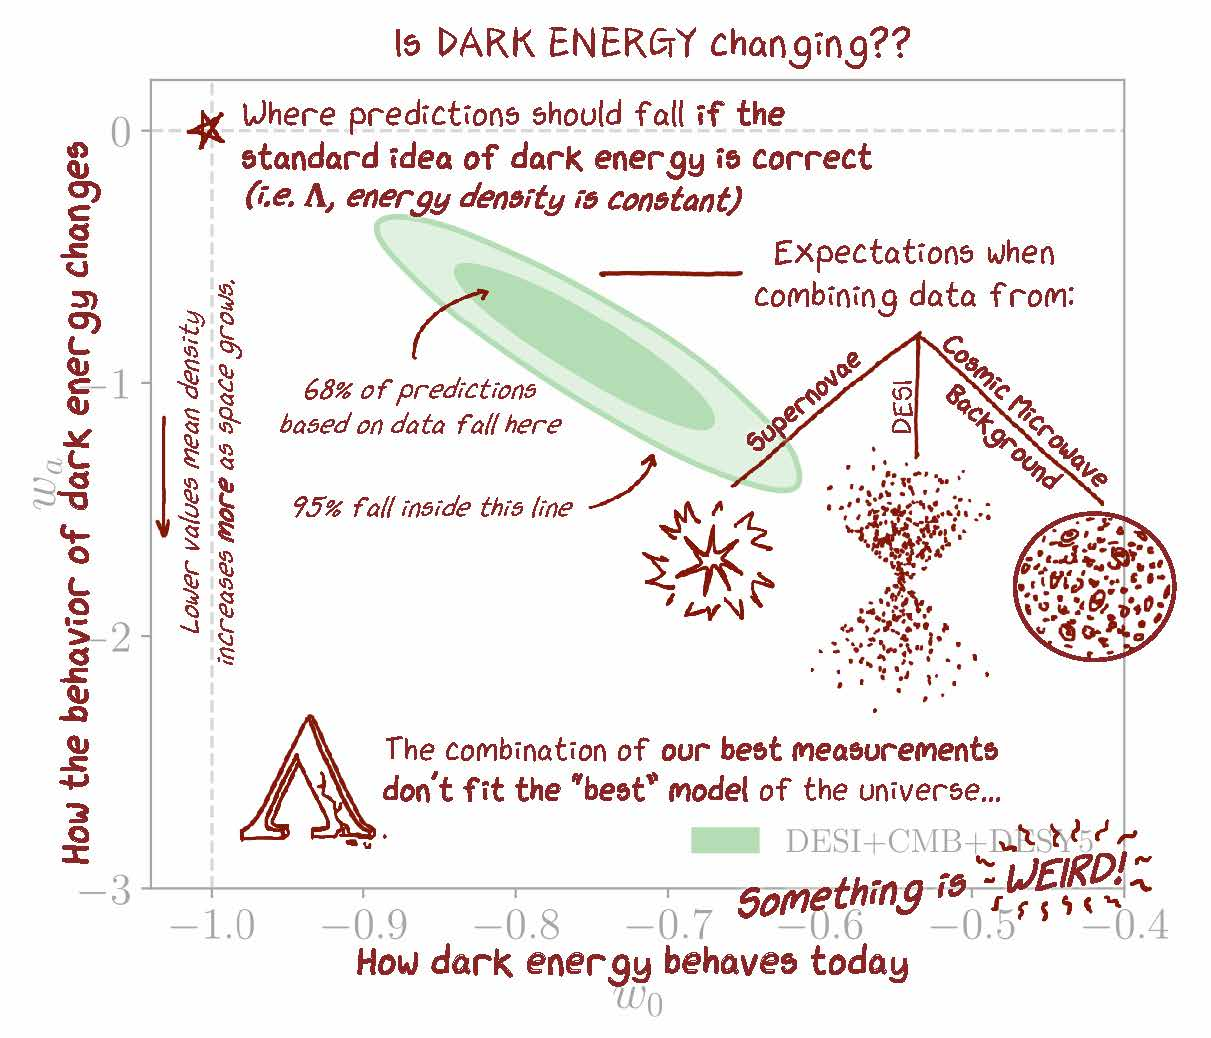 Is DARK ENERGY changing??
Where predictions should fall if the
standard idea of dark energy is correct
(i.e. Λ, energy density is constant)
Expectations when
combining data from:
Supernovae
DESI
Cosmic Microwave
Background
68% of predictions
based on data fall here
95% fall inside this line
Lower values mean density
increases more as space grows.
How the behavior of dark energy changes
w_a
0
−1
−2
−3
Λ
The combination of our best measurements
don't fit the "best" model of the universe...
DESI+CMB+DESY5
Something is WEIRD!
−1.0 −0.9 −0.8 −0.7 −0.6 −0.5 −0.4
How dark energy behaves today
w_0